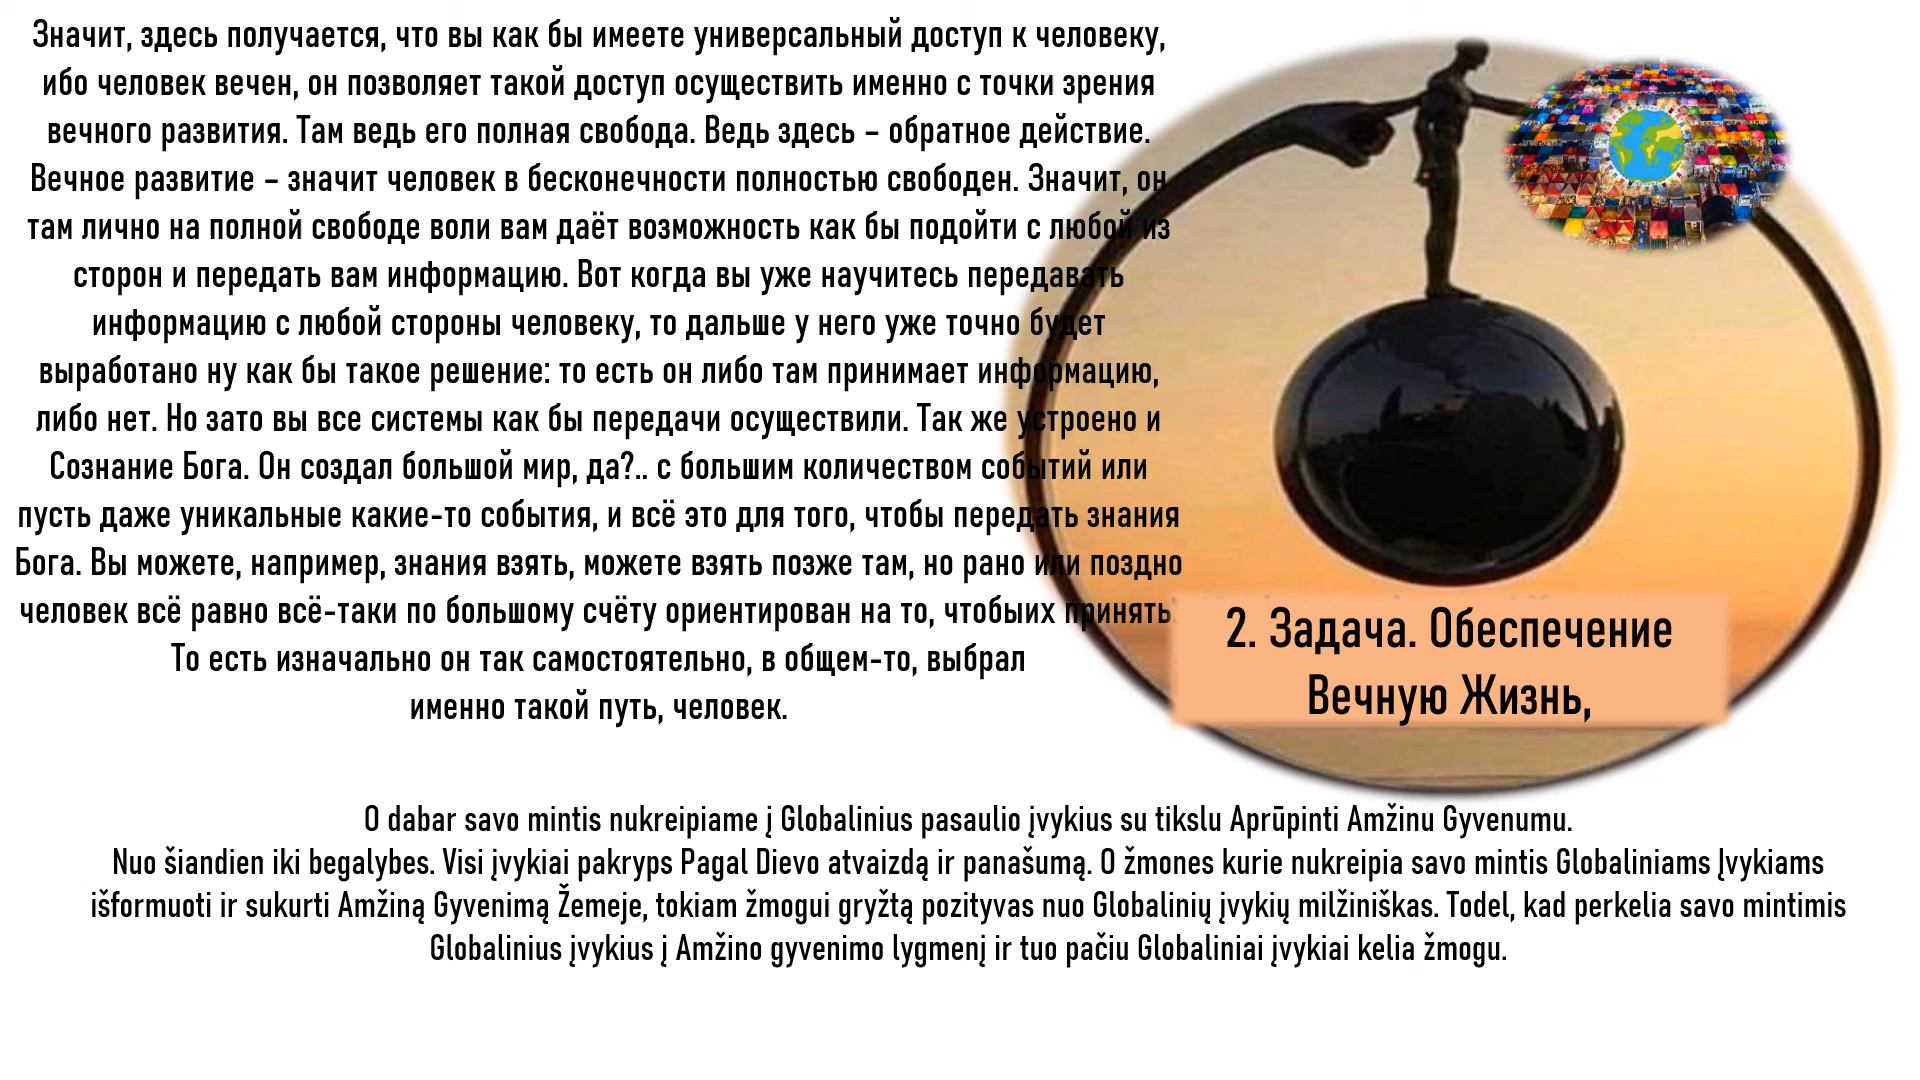 Значит, здесь получается, что вы как бы имеете универсальный доступ к человеку,
ибо человек вечен, он позволяет такой доступ осуществить именно с точки зрения
вечного развития. Там ведь его полная свобода. Ведь здесь – обратное действие.
Вечное развитие – значит человек в бесконечности полностью свободен. Значит, он
там лично на полной свободе воли вам даёт возможность как бы подойти с любой из
сторон и передать вам информацию. Вот когда вы уже научитесь передавать
информацию с любой стороны человеку, то дальше у него уже точно будет
выработано ну как бы такое решение: то есть он либо там принимает информацию,
либо нет. Но зато вы все системы как бы передачи осуществили. Так же устроено и
Сознание Бога. Он создал большой мир, да?.. с большим количеством событий или
пусть даже уникальные какие-то события, и всё это для того, чтобы передать знания
Бога. Вы можете, например, знания взять, можете взять позже там, но рано или поздно
человек всё равно всё-таки по большому счёту ориентирован на то, чтобыих принять.
То есть изначально он так самостоятельно, в общем-то, выбрал
именно такой путь, человек.
2. Задача. Обеспечение
Вечную Жизнь,
O dabar savo mintis nukreipiame į Globalinius pasaulio įvykius su tikslu Aprūpinti Amžinu Gyvenumu.
Nuo šiandien iki begalybes. Visi įvykiai pakryps Pagal Dievo atvaizdą ir panašumą. O žmones kurie nukreipia savo mintis Globaliniams Įvykiams
išformuoti ir sukurti Amžiną Gyvenimą Žemeje, tokiam žmogui gryžtą pozityvas nuo Globalinių įvykių milžiniškas. Todel, kad perkelia savo mintimis
Globalinius įvykius į Amžino gyvenimo lygmenį ir tuo pačiu Globaliniai įvykiai kelia žmogu.